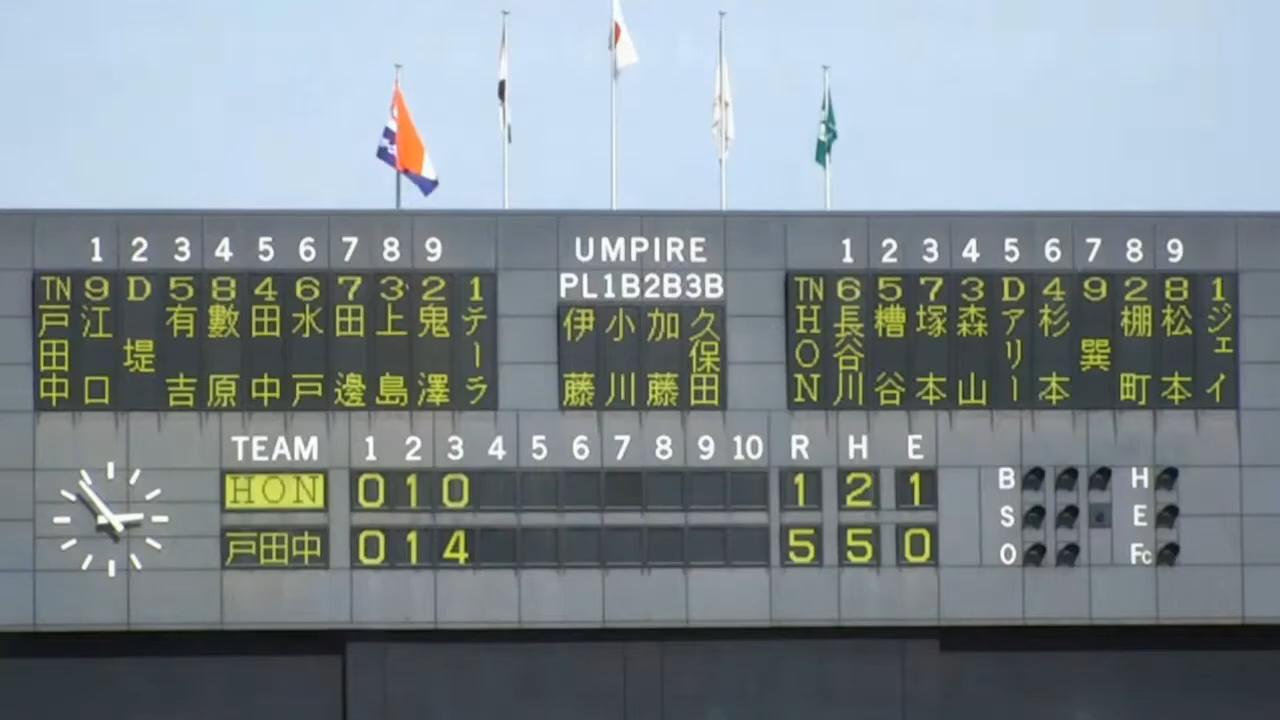 1 2 3 4 5 6 7 8 9
TN 9 D 5 8 4 6 7 3 2 1
戸田中 江口 堤 有吉 數原 田中 水戸 田邊 上島 鬼澤 テーラ
UMPIRE
PL 1B 2B 3B
伊藤 小川 加藤 久保田
1 2 3 4 5 6 7 8 9
TN 6 5 7 3 D 4 9 2 8 1
HON 長谷川 槽谷 塚本 森山 アリー 杉本 巽 棚町 松本 ジェイ
TEAM 1 2 3 4 5 6 7 8 9 10 R H E
HON 0 1 0 1 2 1
戸田中 0 1 4 5 5 0
B H
S E
O Fc